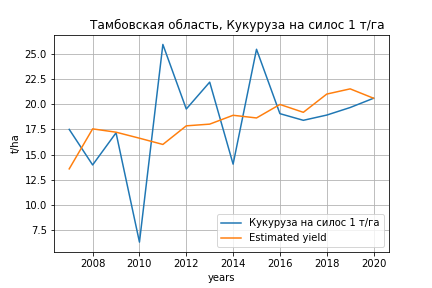 Тамбовская область, Кукуруза на силос 1 т/га
25.0
22.5
20.0
17.5
15.0
12.5
10.0
7.5
t/ha
Кукуруза на силос 1 т/га
Estimated yield
2008 2010 2012 2014 2016 2018 2020
years